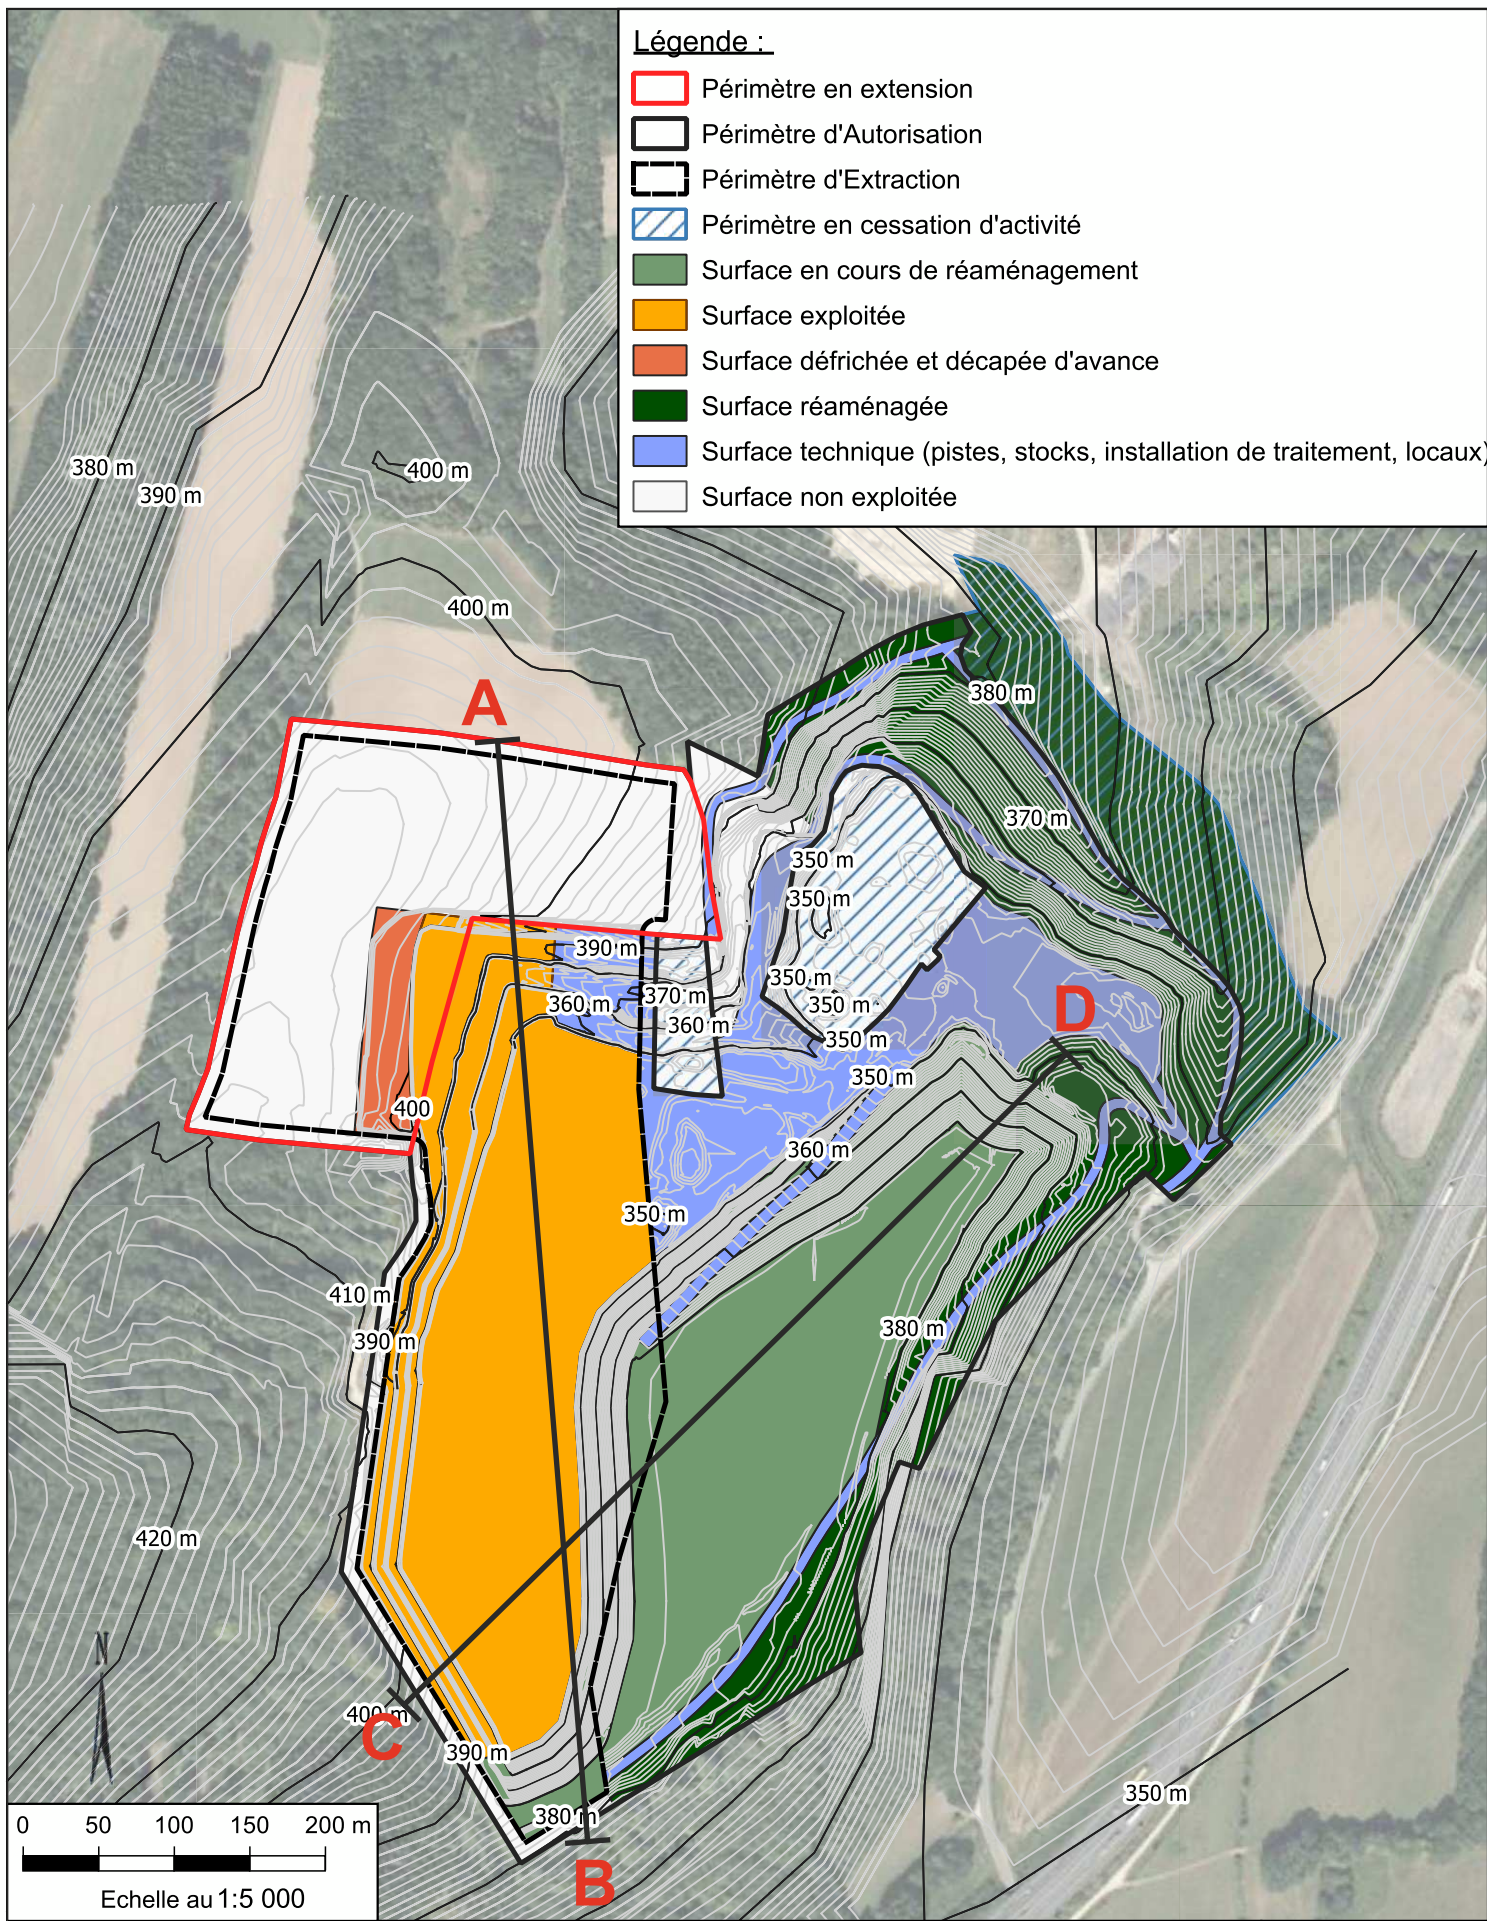 Légende :
Périmètre en extension
Périmètre d'Autorisation
Périmètre d'Extraction
Périmètre en cessation d'activité
Surface en cours de réaménagement
Surface exploitée
Surface défrichée et décapée d'avance
Surface réaménagée
Surface technique (pistes, stocks, installation de traitement, locaux)
Surface non exploitée
380 m
400 m
390 m
400 m
A
380 m
370 m
350 m
350 m
390 m
350 m
370 m
360 m
350 m
D
360 m
350 m
350 m
400
360 m
350 m
410 m
380 m
390 m
420 m
400 m
C
390 m
350 m
380 m
B
N
0 50 100 150 200 m
Echelle au 1:5 000